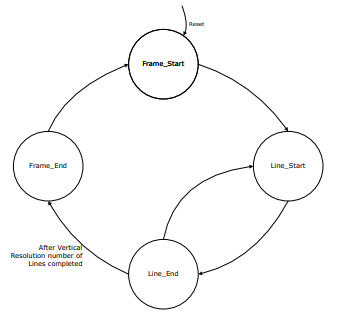 Reset
Frame_Start
Frame_End
Line_Start
After Vertical
Resolution number of
Lines completed
Line_End